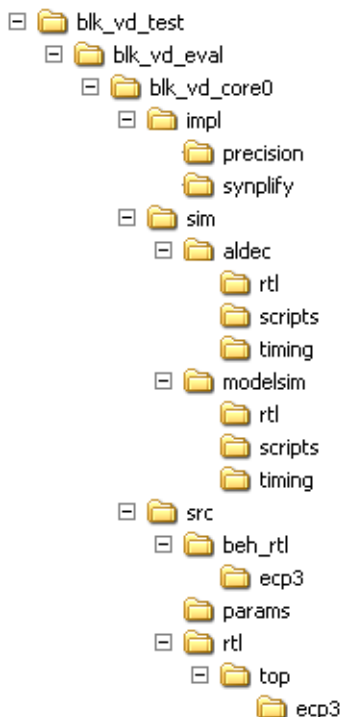 blk_vd_test
blk_vd_eval
blk_vd_core0
impl
precision
synplify
sim
aldec
rtl
scripts
timing
modelsim
rtl
scripts
timing
src
beh_rtl
ecp3
params
rtl
top
ecp3